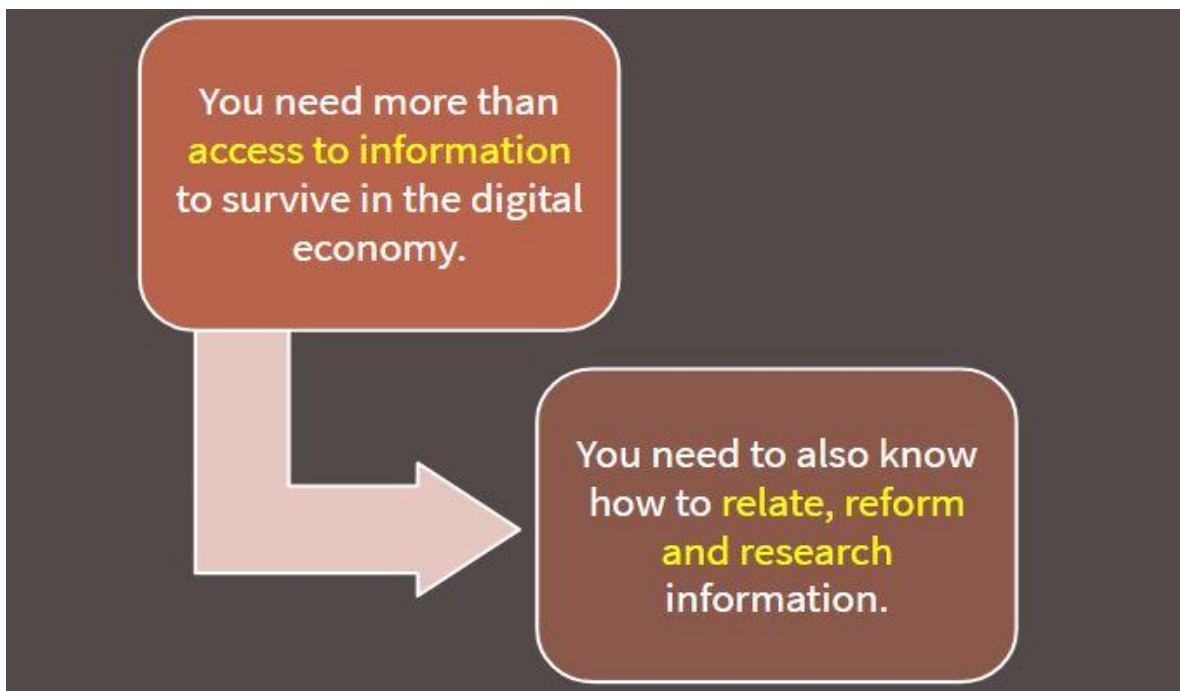 You need more than
access to information
to survive in the digital
economy.
You need to also know
how to relate, reform
and research
information.